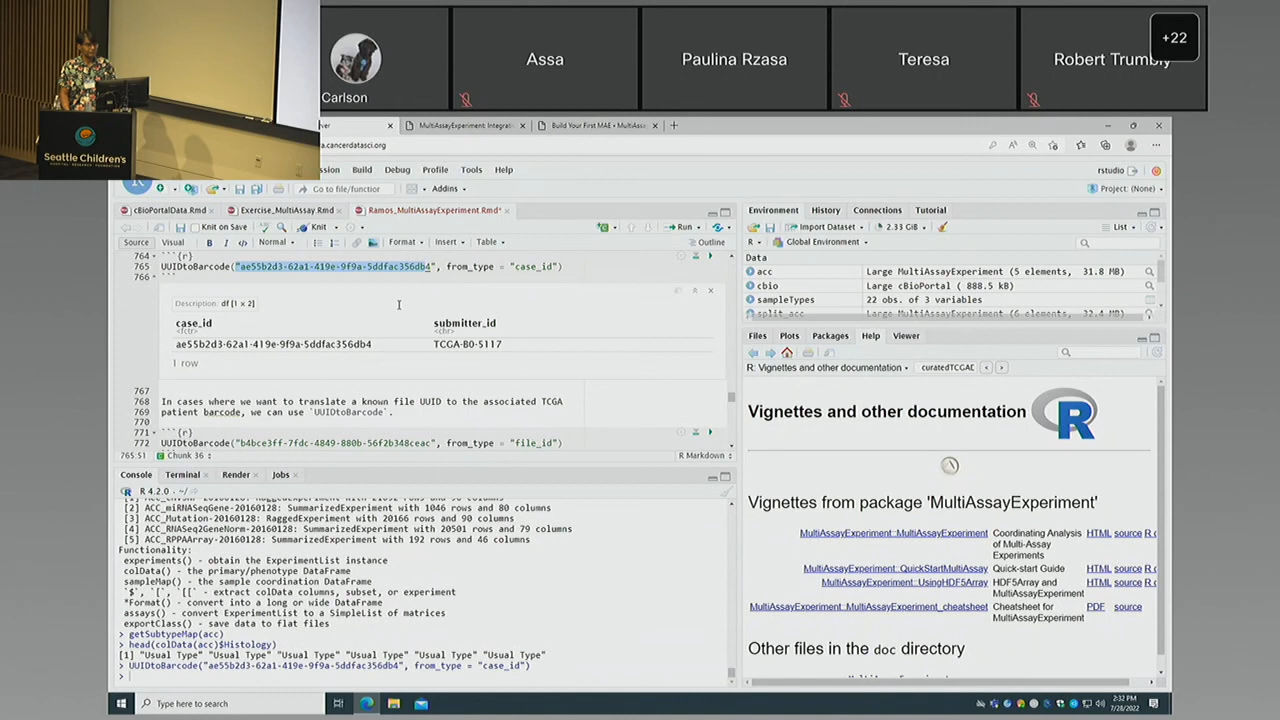 +22
Carlson
Assa
Paulina Rzasa
Teresa
Robert Trumbly
Seattle Children's
HOSPITAL • RESEARCH • FOUNDATION
MultiAssayExperiment: Integrati
Build Your First MAE • MultiAssa
.cancerdatasci.org
Build Debug Profile Tools Help
rstudio
Go to file/function
Addins
Project: (None)
cBioPortalData.Rmd
Exercise_MultiAssay.Rmd
Ramos_MultiAssayExperiment.Rmd*
Knit on Save
Knit
Run
Source Visual B I Normal Format Insert Table Outline
764 ```{r}
765 UUIDtoBarcode("ae55b2d3-62a1-419e-9f9a-5ddfac356db4", from_type = "case_id")
766 ```
Description: df [1 x 2]
case_id submitter_id
<fctr> <chr>
ae55b2d3-62a1-419e-9f9a-5ddfac356db4 TCGA-B0-5117
1 row
767
768 In cases where we want to translate a known file UUID to the associated TCGA
769 patient barcode, we can use `UUIDtoBarcode`.
771 ```{r}
772 UUIDtoBarcode("b4bce3ff-7fdc-4849-880b-56f2b348ceac", from_type = "file_id")
765:51 Chunk 36 R Markdown
Console Terminal Render Jobs
R 4.2.0 · ~/
[2] ACC_miRNASeqGene-20160128: SummarizedExperiment with 1046 rows and 80 columns
[3] ACC_Mutation-20160128: RaggedExperiment with 20166 rows and 90 columns
[4] ACC_RNASeq2GeneNorm-20160128: SummarizedExperiment with 20501 rows and 79 columns
[5] ACC_RPPAArray-20160128: SummarizedExperiment with 192 rows and 46 columns
Functionality:
experiments() - obtain the ExperimentList instance
colData() - the primary/phenotype DataFrame
sampleMap() - the sample coordination DataFrame
`$`, `[`, `[[` - extract colData columns, subset, or experiment
*Format() - convert into a long or wide DataFrame
assays() - convert ExperimentList to a SimpleList of matrices
exportClass() - save data to flat files
> getSubtypeMap(acc)
> head(colData(acc)$Histology)
[1] "Usual Type" "Usual Type" "Usual Type" "Usual Type" "Usual Type" "Usual Type"
> UUIDtoBarcode("ae55b2d3-62a1-419e-9f9a-5ddfac356db4", from_type = "case_id")
>
Environment History Connections Tutorial
Import Dataset 2.33 GiB List
R Global Environment
Data
acc Large MultiAssayExperiment (5 elements, 31.8 MB)
cbio Large cBioPortal ( 888.5 kB)
sampleTypes 22 obs. of 3 variables
split_acc Large MultiAssayExperiment (6 elements, 32.4 MB)
Files Plots Packages Help Viewer
R: Vignettes and other documentation curatedTCGAD
Vignettes and other documentation
Vignettes from package 'MultiAssayExperiment'
MultiAssayExperiment::MultiAssayExperiment Coordinating Analysis of Multi-Assay Experiments HTML source R c
MultiAssayExperiment::QuickStartMultiAssay Quick-start Guide HTML source R c
MultiAssayExperiment::UsingHDF5Array HDF5Array and MultiAssayExperiment HTML source R c
MultiAssayExperiment::MultiAssayExperiment_cheatsheet Cheatsheet for MultiAssayExperiment PDF source
Other files in the doc directory
Type here to search
2:32 PM
7/28/2022